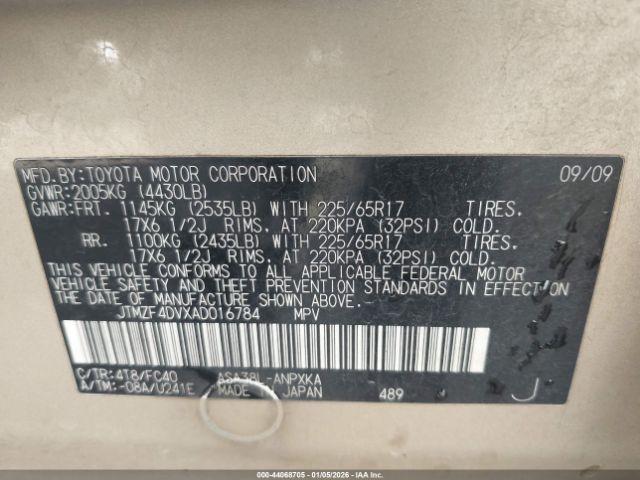 MFD.BY:TOYOTA MOTOR CORPORATION 09/09
GVWR:2005KG (4430LB)
GAWR:FRT. 1145KG (2535LB) WITH 225/65R17 TIRES.
17X6 1/2J RIMS. AT 220KPA (32PSI) COLD.
RR. 1100KG (2435LB) WITH 225/65R17 TIRES.
17X6 1/2J RIMS. AT 220KPA (32PSI) COLD.
THIS VEHICLE CONFORMS TO ALL APPLICABLE FEDERAL MOTOR
VEHICLE SAFETY AND THEFT PREVENTION STANDARDS IN EFFECT ON
THE DATE OF MANUFACTURE SHOWN ABOVE.
JTMZF4DVXAD016784 MPV
C/TR:4T8/FC40 ASA38L-ANPXKA
A/TM:-08A/U241E MADE IN JAPAN 489 J
000-44068705 - 01/05/2026 - IAA Inc.